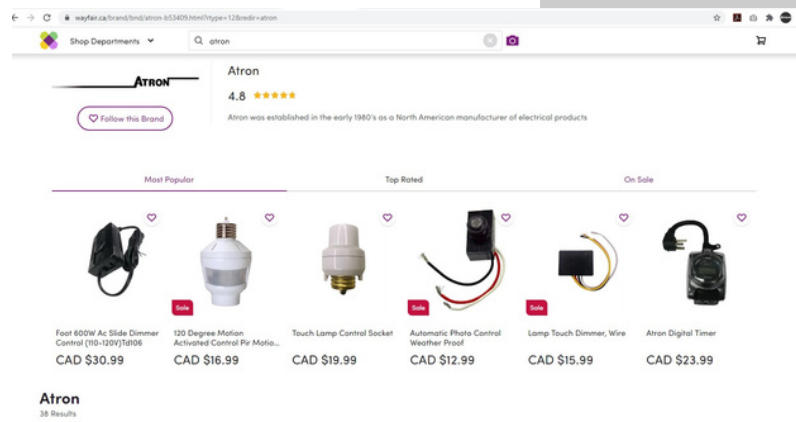 wayfair.ca/brand/bnd/atron-b53409.html?rtype=12&redir=atron
Shop Departments
atron
ATRON
Follow this Brand
Atron
4.8
Atron was established in the early 1980's as a North American manufacturer of electrical products
Most Popular
Top Rated
On Sale
Sale
Sale
Sale
Foot 600W Ac Slide Dimmer
Control (110-120V)Td106
CAD $30.99
120 Degree Motion
Activated Control Pir Motio...
CAD $16.99
Touch Lamp Control Socket
CAD $19.99
Automatic Photo Control
Weather Proof
CAD $12.99
Lamp Touch Dimmer, Wire
CAD $15.99
Atron Digital Timer
CAD $23.99
Atron
38 Results